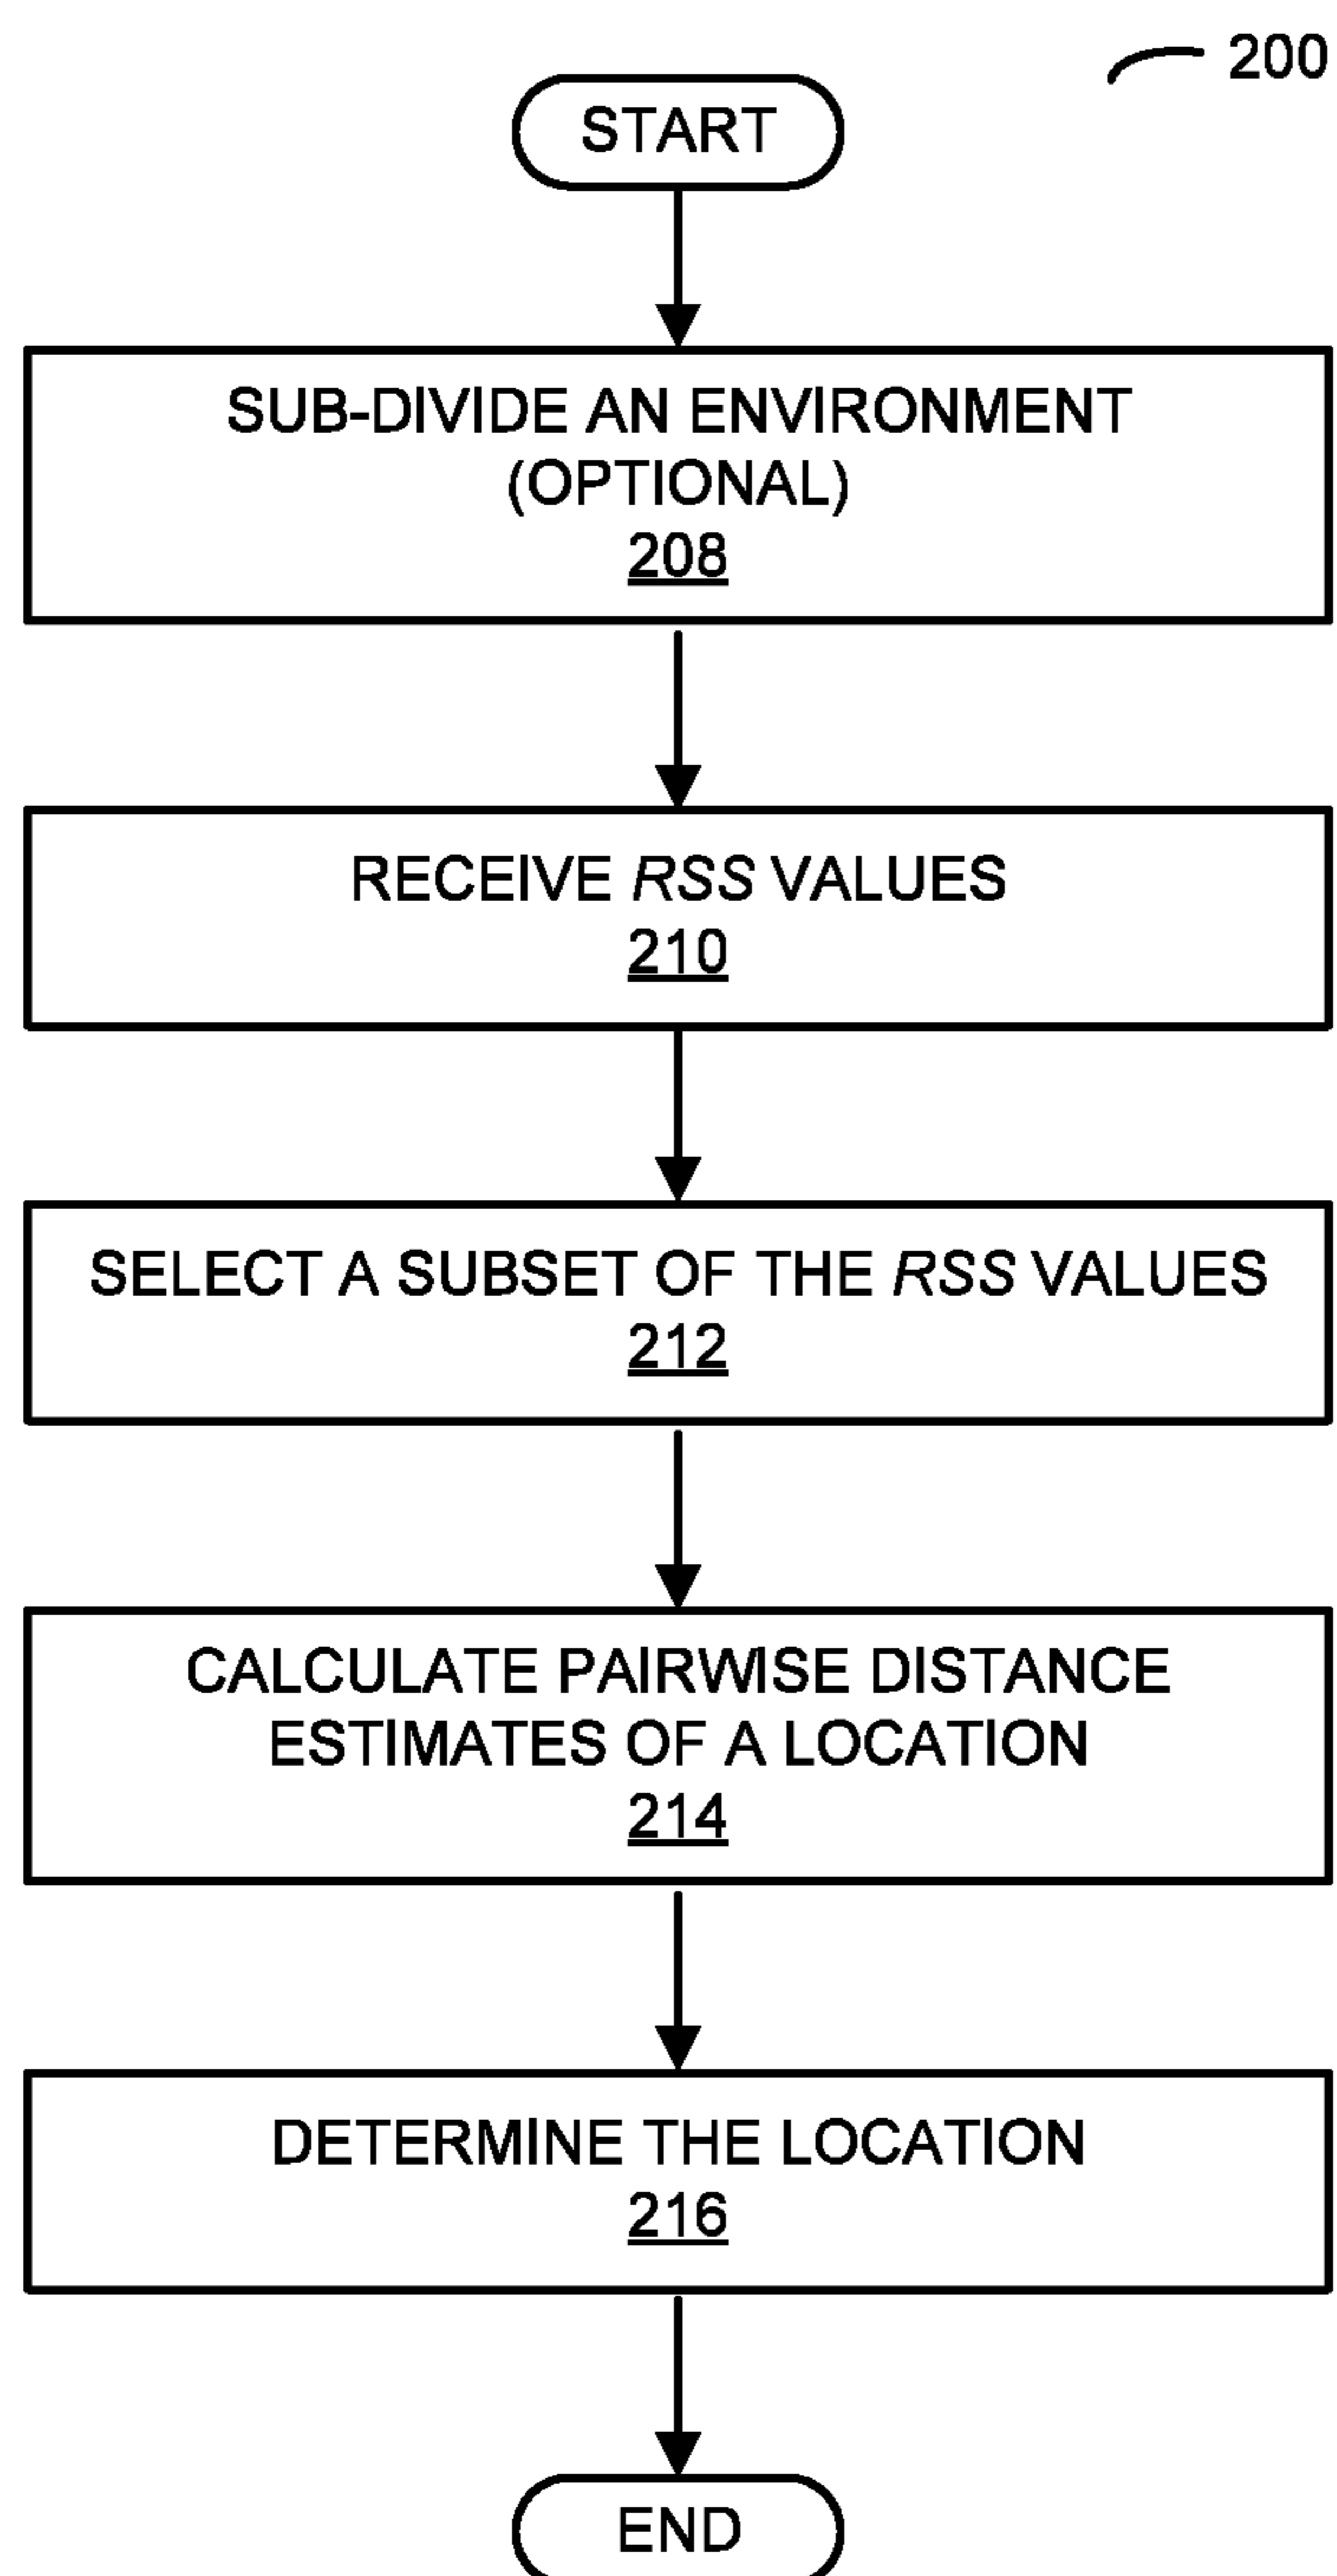 200
START
SUB-DIVIDE AN ENVIRONMENT
(OPTIONAL)
208
RECEIVE RSS VALUES
210
SELECT A SUBSET OF THE RSS VALUES
212
CALCULATE PAIRWISE DISTANCE
ESTIMATES OF A LOCATION
214
DETERMINE THE LOCATION
216
END